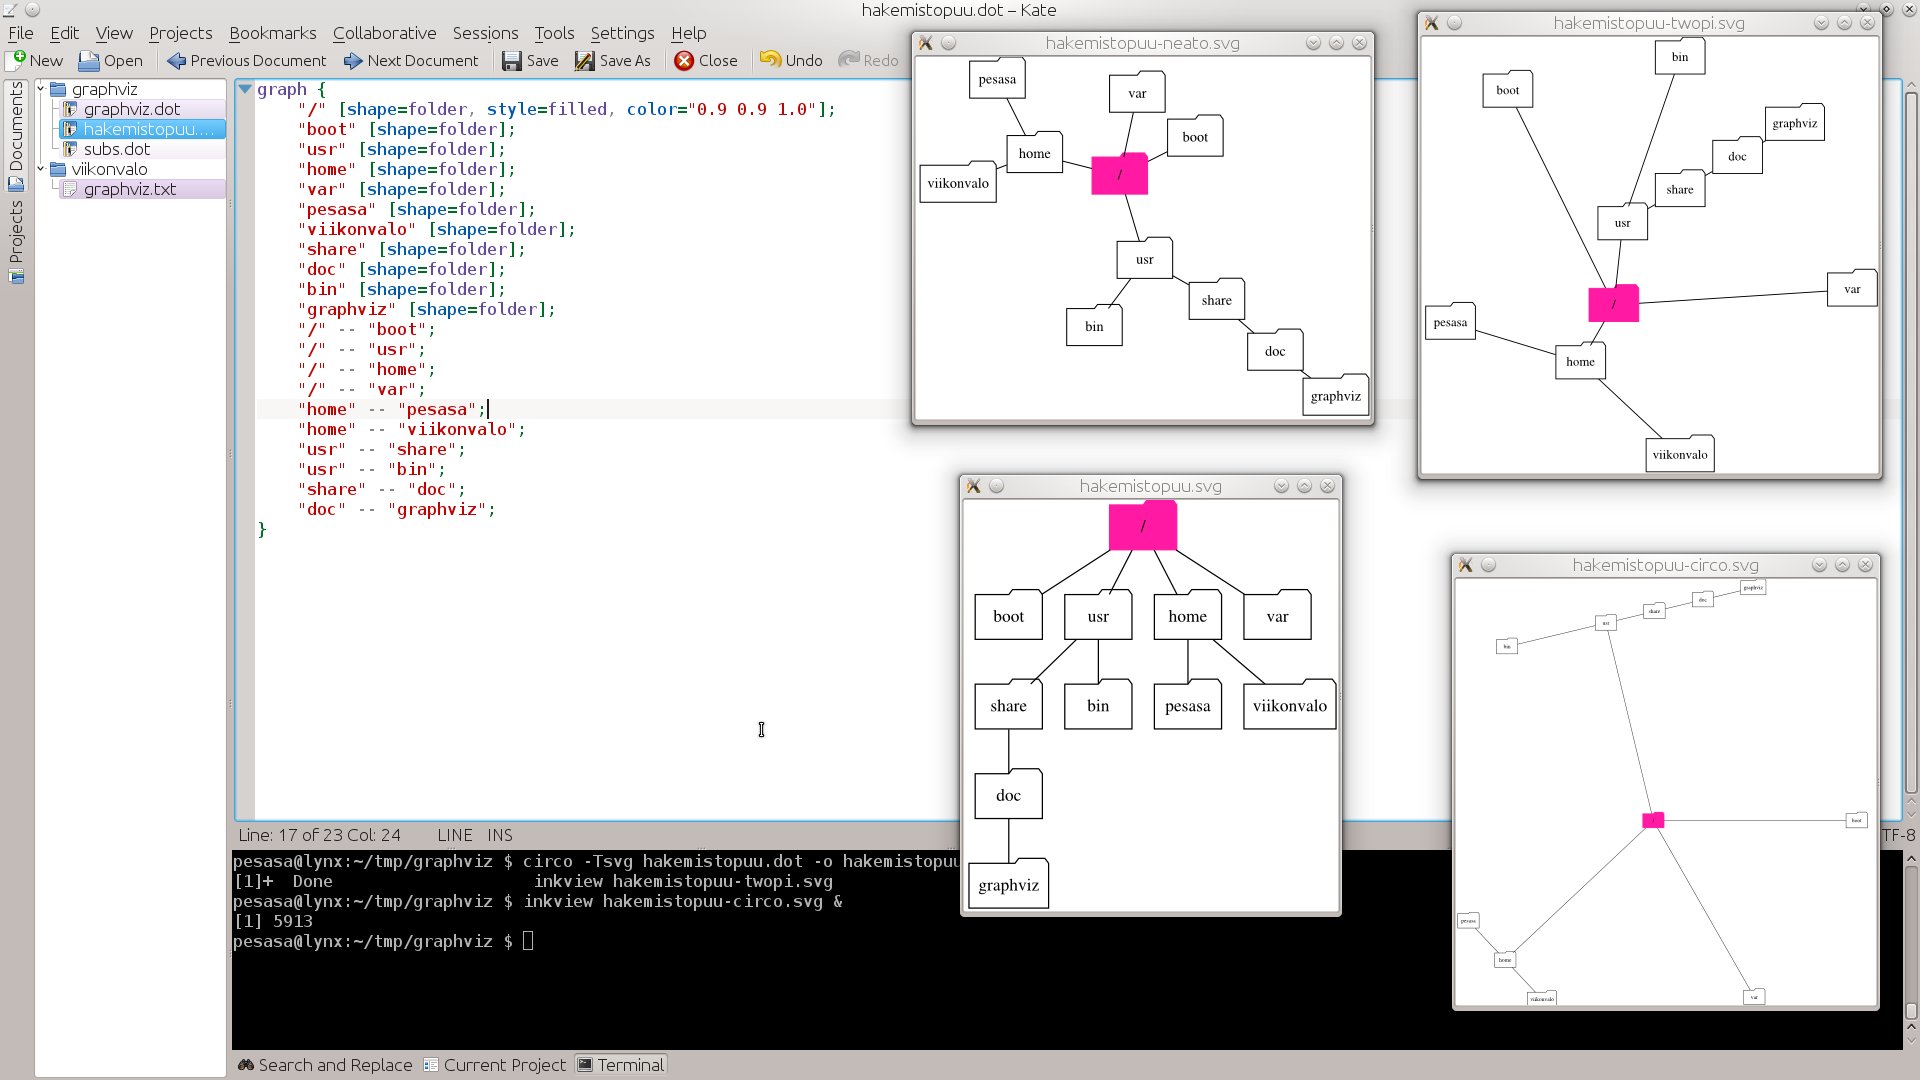 hakemistopuu.dot – Kate
File Edit View Projects Bookmarks Collaborative Sessions Tools Settings Help
New Open Previous Document Next Document Save Save As Close Undo Redo
Documents
Projects
graphviz
graphviz.dot
hakemistopuu....
subs.dot
viikonvalo
graphviz.txt
graph {
"/" [shape=folder, style=filled, color="0.9 0.9 1.0"];
"boot" [shape=folder];
"usr" [shape=folder];
"home" [shape=folder];
"var" [shape=folder];
"pesasa" [shape=folder];
"viikonvalo" [shape=folder];
"share" [shape=folder];
"doc" [shape=folder];
"bin" [shape=folder];
"graphviz" [shape=folder];
"/" -- "boot";
"/" -- "usr";
"/" -- "home";
"/" -- "var";
"home" -- "pesasa";
"home" -- "viikonvalo";
"usr" -- "share";
"usr" -- "bin";
"share" -- "doc";
"doc" -- "graphviz";
}
Line: 17 of 23 Col: 24 LINE INS
TF-8
pesasa@lynx:~/tmp/graphviz $ circo -Tsvg hakemistopuu.dot -o hakemistopuu
[1]+ Done inkview hakemistopuu-twopi.svg
pesasa@lynx:~/tmp/graphviz $ inkview hakemistopuu-circo.svg &
[1] 5913
pesasa@lynx:~/tmp/graphviz $
Search and Replace Current Project Terminal
hakemistopuu-neato.svg
pesasa
var
boot
home
/
viikonvalo
usr
share
bin
doc
graphviz
hakemistopuu-twopi.svg
bin
boot
graphviz
doc
share
usr
var
/
pesasa
home
viikonvalo
hakemistopuu.svg
/
boot usr home var
share bin pesasa viikonvalo
doc
graphviz
hakemistopuu-circo.svg
graphviz
doc
share
usr
bin
/
boot
pesasa
home
viikonvalo
var